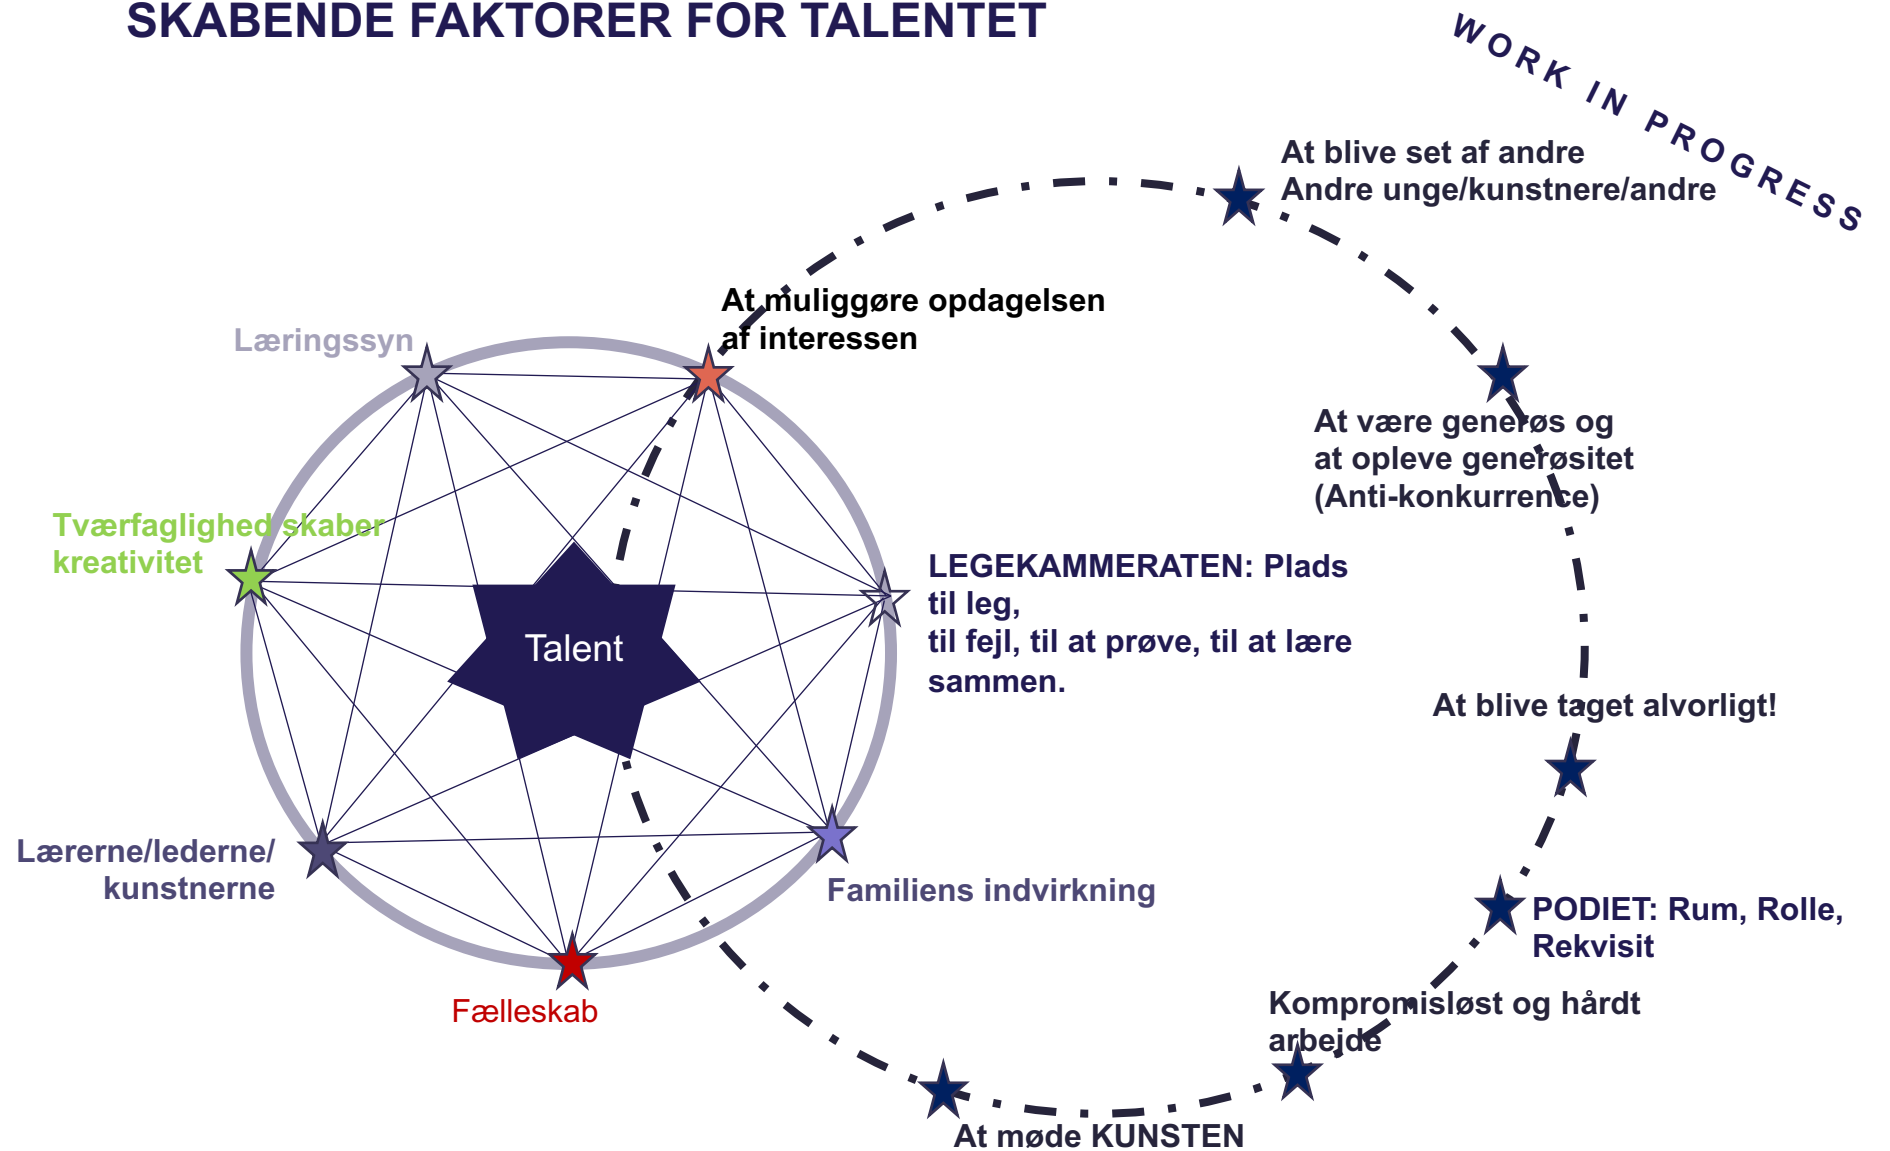 SKABENDE FAKTORER FOR TALENTET
WORK IN PROGRESS
At blive set af andre
Andre unge/kunstnere/andre
At muliggøre opdagelsen
af interessen
Læringssyn
At være generøs og
at opleve generøsitet
(Anti-konkurrence)
Tværfaglighed skaber
kreativitet
LEGEKAMMERATEN: Plads
til leg,
til fejl, til at prøve, til at lære
sammen.
Talent
At blive taget alvorligt!
Lærerne/lederne/
kunstnerne
Familiens indvirkning
PODIET: Rum, Rolle,
Rekvisit
Fælleskab
Kompromisløst og hårdt
arbejde
At møde KUNSTEN